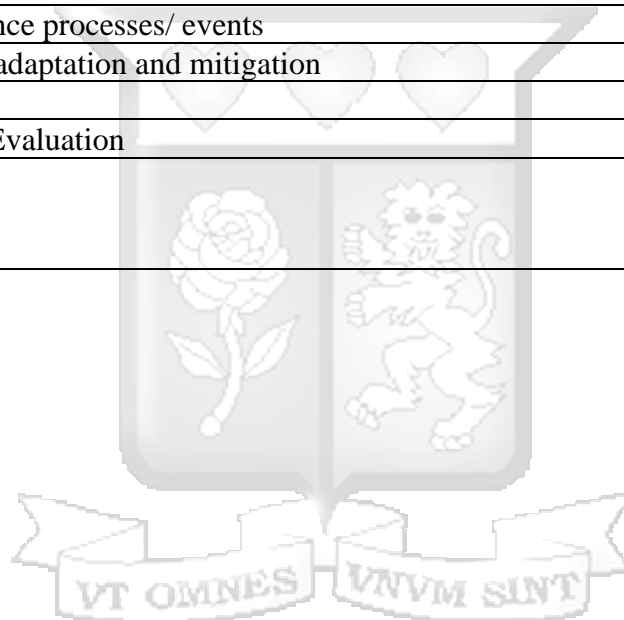 nce processes/ events
adaptation and mitigation
Evaluation
VT OMNES VNVM SINT